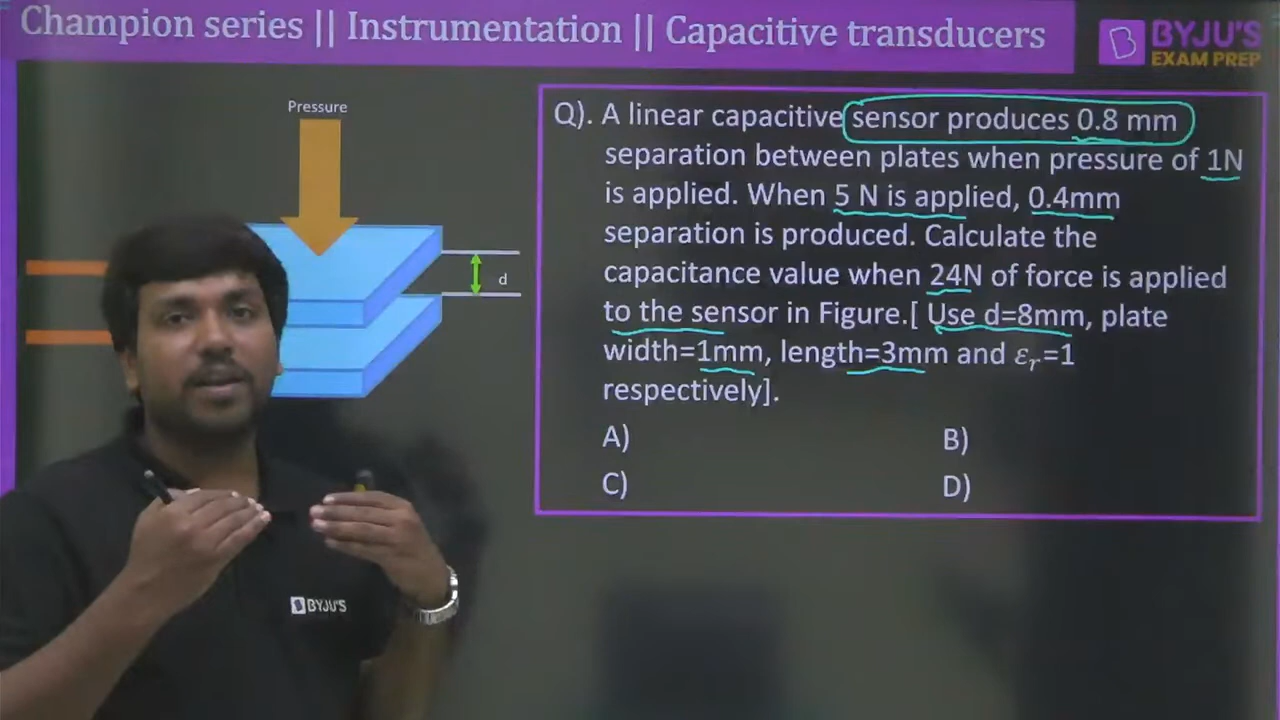 Champion series || Instrumentation || Capacitive transducers
BYJU'S
EXAM PREP
Pressure
d
Q). A linear capacitive sensor produces 0.8 mm
separation between plates when pressure of 1N
is applied. When 5 N is applied, 0.4mm
separation is produced. Calculate the
capacitance value when 24N of force is applied
to the sensor in Figure.[ Use d=8mm, plate
width=1mm, length=3mm and εᵣ=1
respectively].
A) B)
C) D)
BYJU'S